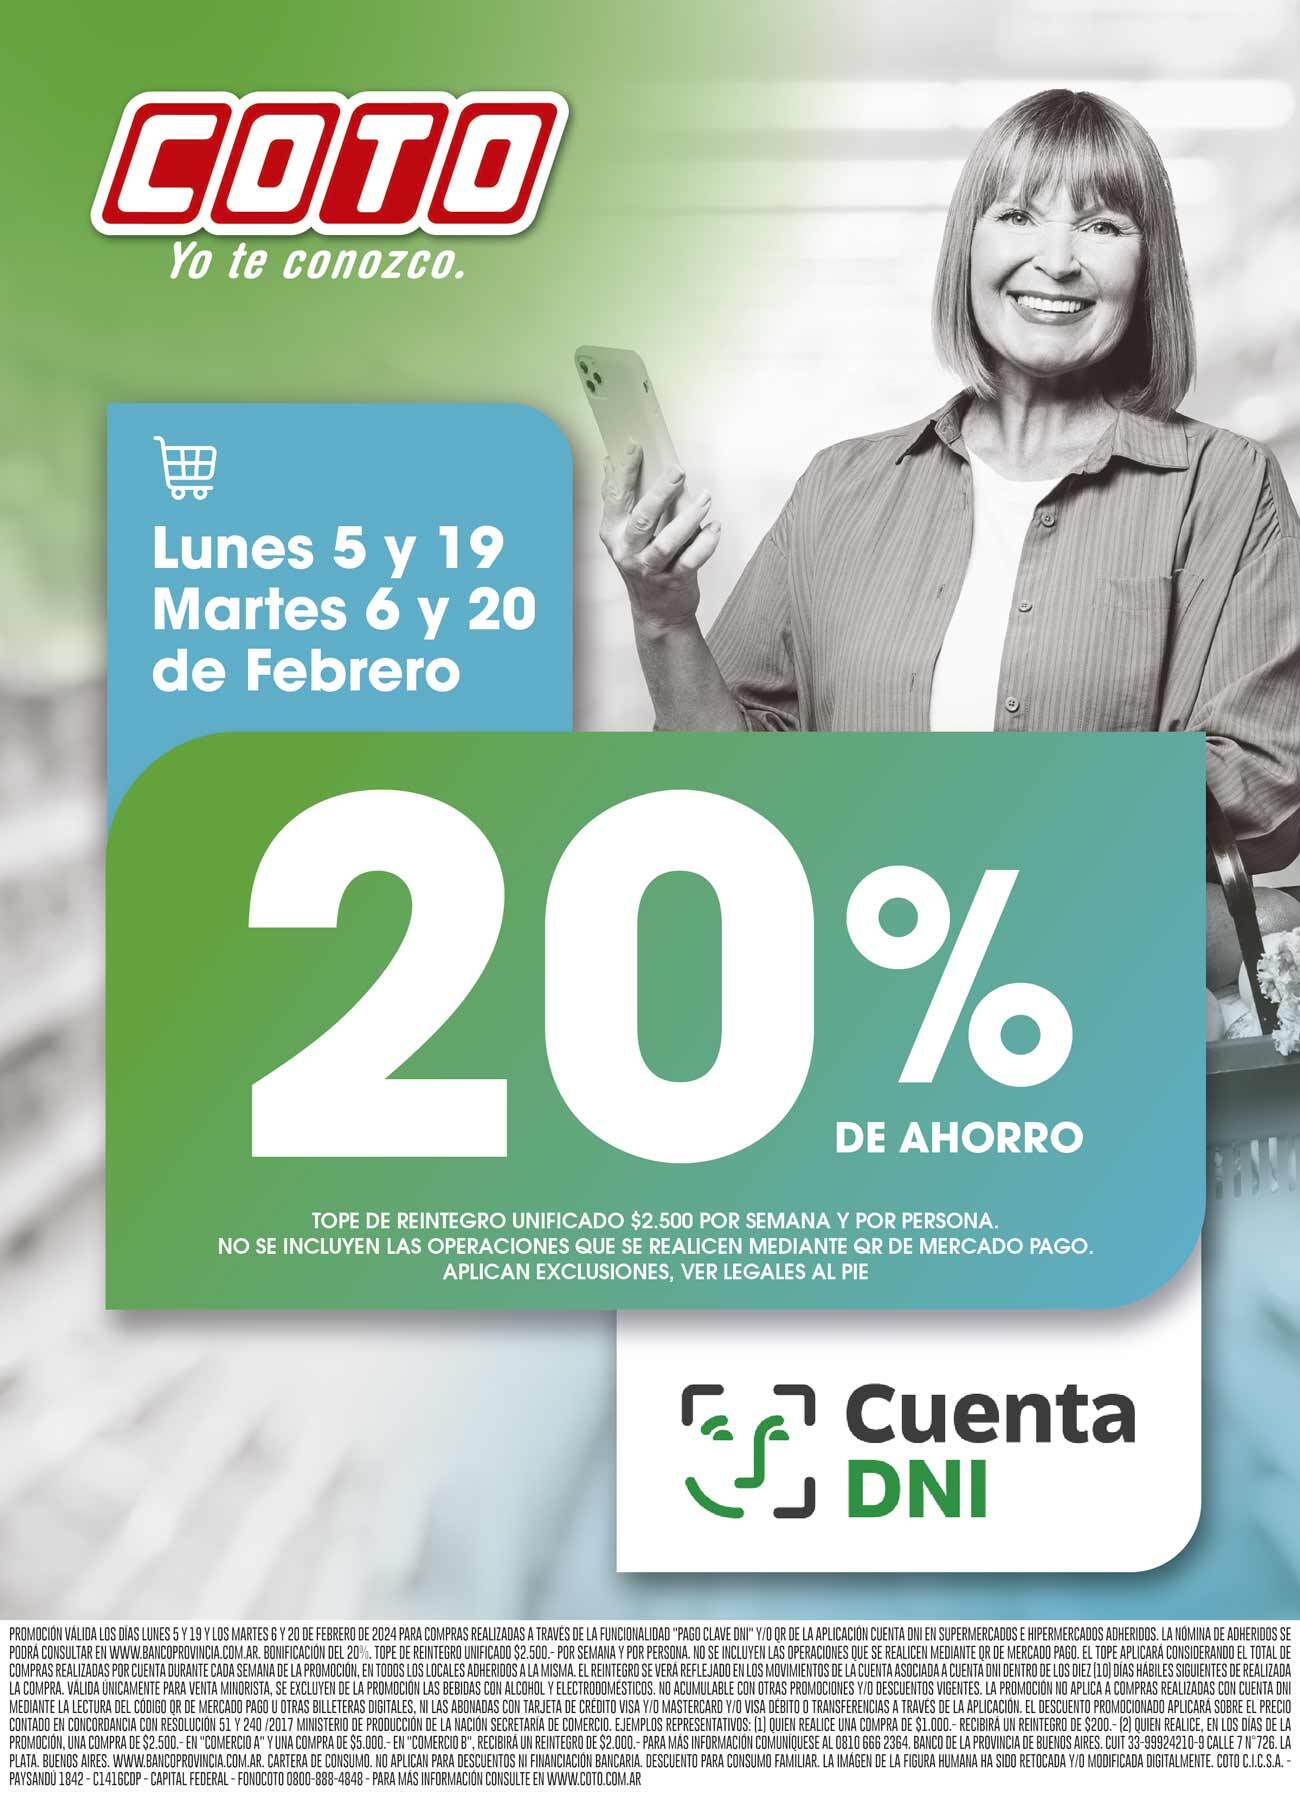 COTO
Yo te conozco.
Lunes 5 y 19
Martes 6 y 20
de Febrero
20%
DE AHORRO
TOPE DE REINTEGRO UNIFICADO $2.500 POR SEMANA Y POR PERSONA.
NO SE INCLUYEN LAS OPERACIONES QUE SE REALICEN MEDIANTE QR DE MERCADO PAGO.
APLICAN EXCLUSIONES, VER LEGALES AL PIE
Cuenta
DNI
PROMOCIÓN VÁLIDA LOS DÍAS LUNES 5 Y 19 Y LOS MARTES 6 Y 20 DE FEBRERO DE 2024 PARA COMPRAS REALIZADAS A TRAVÉS DE LA FUNCIONALIDAD "PAGO CLAVE DNI" Y/O QR DE LA APLICACIÓN CUENTA DNI EN SUPERMERCADOS E HIPERMERCADOS ADHERIDOS. LA NÓMINA DE ADHERIDOS SE
PODRÁ CONSULTAR EN WWW.BANCOPROVINCIA.COM.AR. BONIFICACIÓN DEL 20%. TOPE DE REINTEGRO UNIFICADO $2.500.- POR SEMANA Y POR PERSONA. NO SE INCLUYEN LAS OPERACIONES QUE SE REALICEN MEDIANTE QR DE MERCADO PAGO. EL TOPE APLICARÁ CONSIDERANDO EL TOTAL DE
COMPRAS REALIZADAS POR CUENTA DURANTE CADA SEMANA DE LA PROMOCIÓN, EN TODOS LOS LOCALES ADHERIDOS A LA MISMA. EL REINTEGRO SE VERÁ REFLEJADO EN LOS MOVIMIENTOS DE LA CUENTA ASOCIADA A CUENTA DNI DENTRO DE LOS DIEZ (10) DÍAS HÁBILES SIGUIENTES DE REALIZADA
LA COMPRA. VÁLIDA ÚNICAMENTE PARA VENTA MINORISTA, SE EXCLUYEN DE LA PROMOCIÓN LAS BEBIDAS CON ALCOHOL Y ELECTRODOMÉSTICOS. NO ACUMULABLE CON OTRAS PROMOCIONES Y/O DESCUENTOS VIGENTES. LA PROMOCIÓN NO APLICA A COMPRAS REALIZADAS CON CUENTA DNI
MEDIANTE LA LECTURA DEL CÓDIGO QR DE MERCADO PAGO U OTRAS BILLETERAS DIGITALES, NI LAS ABONADAS CON TARJETA DE CRÉDITO VISA Y/O MASTERCARD Y/O VISA DÉBITO O TRANSFERENCIAS A TRAVÉS DE LA APLICACIÓN. EL DESCUENTO PROMOCIONADO APLICARÁ SOBRE EL PRECIO
CONTADO EN CONCORDANCIA CON RESOLUCIÓN 51 Y 240 /2017 MINISTERIO DE PRODUCCIÓN DE LA NACIÓN SECRETARÍA DE COMERCIO. EJEMPLOS REPRESENTATIVOS: (1) QUIEN REALICE UNA COMPRA DE $1.000.- RECIBIRÁ UN REINTEGRO DE $200.- (2) QUIEN REALICE, EN LOS DÍAS DE LA
PROMOCIÓN, UNA COMPRA DE $2.500.- EN "COMERCIO A" Y UNA COMPRA DE $5.000.- EN "COMERCIO B", RECIBIRÁ UN REINTEGRO DE $2.000.- PARA MÁS INFORMACIÓN COMUNÍQUESE AL 0810 666 2364. BANCO DE LA PROVINCIA DE BUENOS AIRES. CUIT 33-99924210-9 CALLE 7 N°726. LA
PLATA. BUENOS AIRES. WWW.BANCOPROVINCIA.COM.AR. CARTERA DE CONSUMO. NO APLICAN PARA DESCUENTOS NI FINANCIACIÓN BANCARIA. DESCUENTO PARA CONSUMO FAMILIAR. LA IMÁGEN DE LA FIGURA HUMANA HA SIDO RETOCADA Y/O MODIFICADA DIGITALMENTE. COTO C.I.C.S.A. -
PAYSANDÚ 1842 - C1416CDP - CAPITAL FEDERAL - FONOCOTO 0800-888-4848 - PARA MÁS INFORMACIÓN CONSULTE EN WWW.COTO.COM.AR